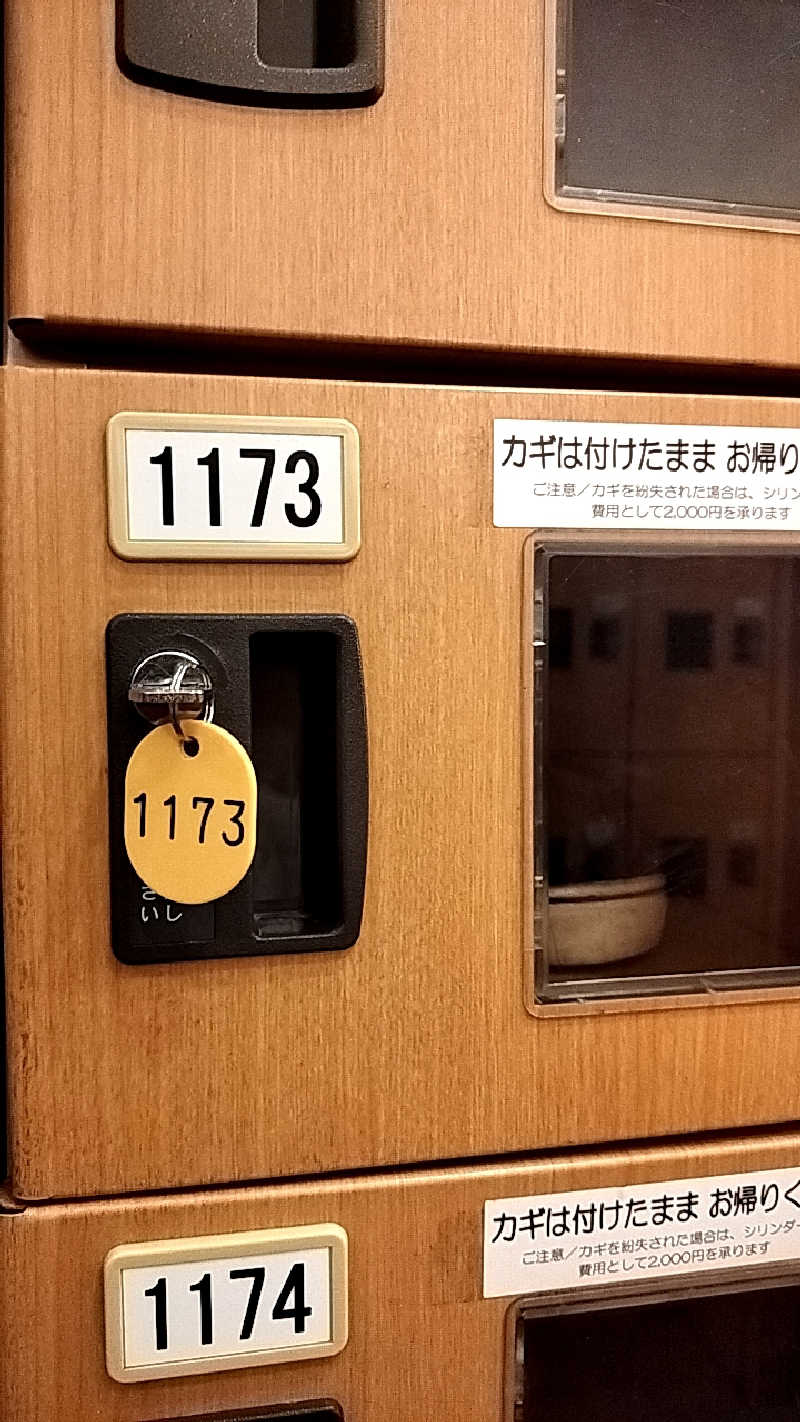 1173
カギは付けたまま お帰り
ご注意／カギを紛失された場合は、シリン
費用として2,000円を承ります
1173
いし
1174
カギは付けたまま お帰りく
ご注意／カギを紛失された場合は、シリンダー
費用として2,000円を承ります